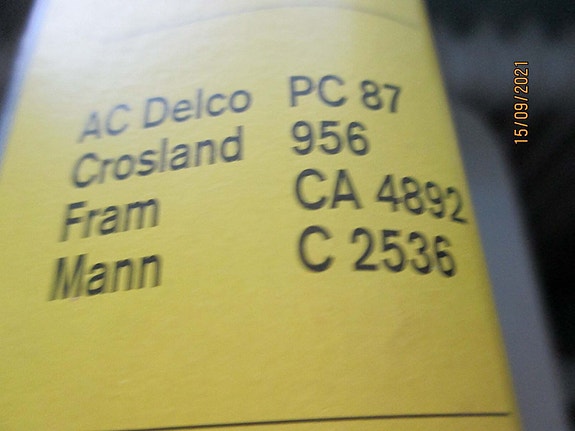 AC Delco PC 87
Crosland 956
Fram CA 4892
Mann C 2536
15/09/2021